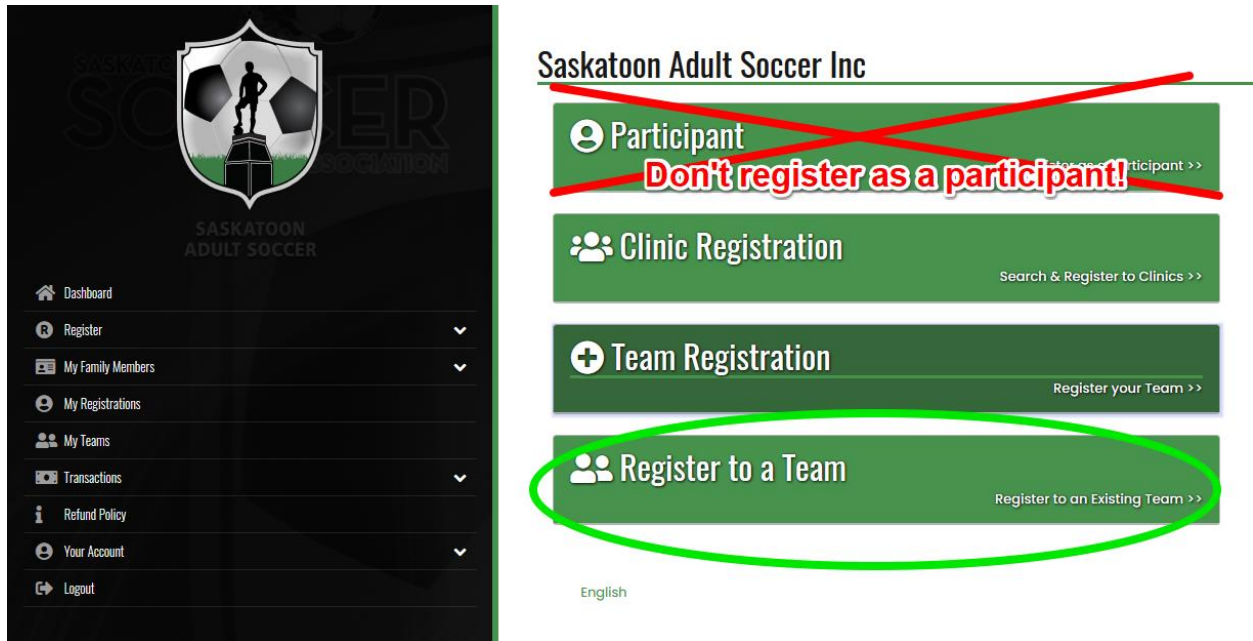 SASKATOON
ADULT SOCCER
Dashboard
Register
My Family Members
My Registrations
My Teams
Transactions
Refund Policy
Your Account
Logout
Saskatoon Adult Soccer Inc
Participant
Don't register as a participant!
Clinic Registration
Search & Register to Clinics >>
Team Registration
Register your Team >>
Register to a Team
Register to an Existing Team >>
English